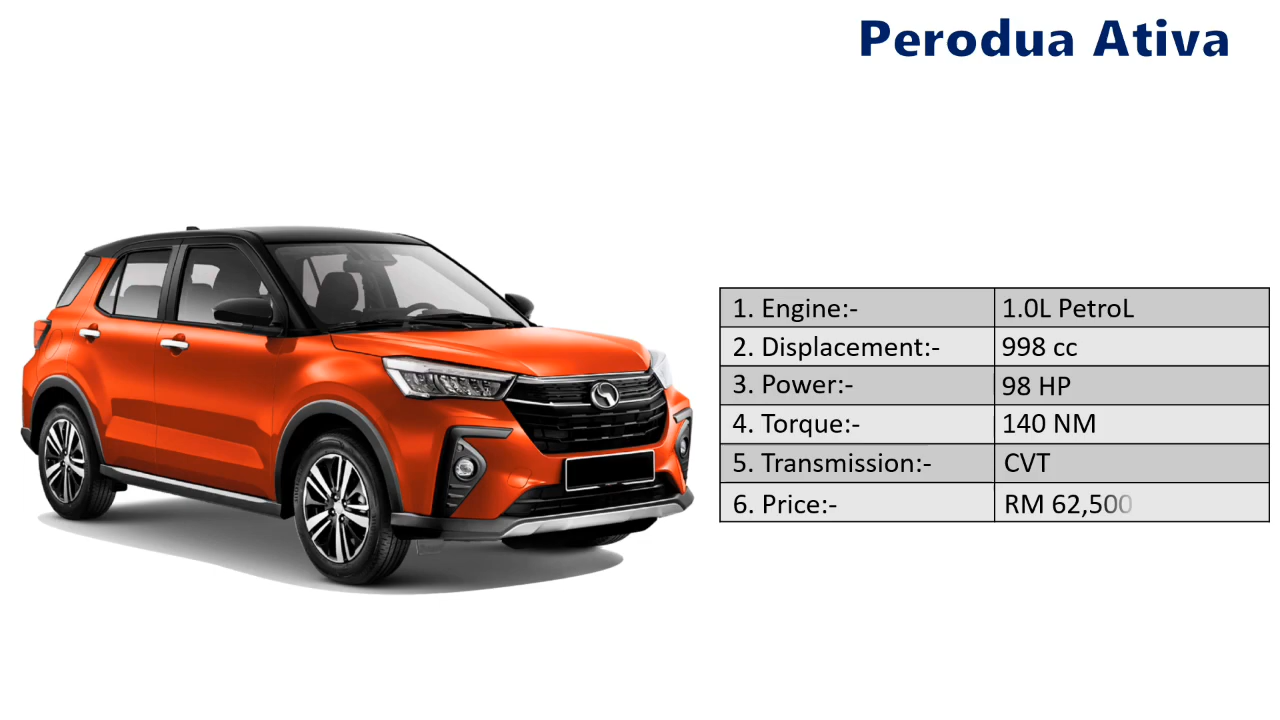 Perodua Ativa
1. Engine:- 1.0L PetroL
2. Displacement:- 998 cc
3. Power:- 98 HP
4. Torque:- 140 NM
5. Transmission:- CVT
6. Price:- RM 62,500